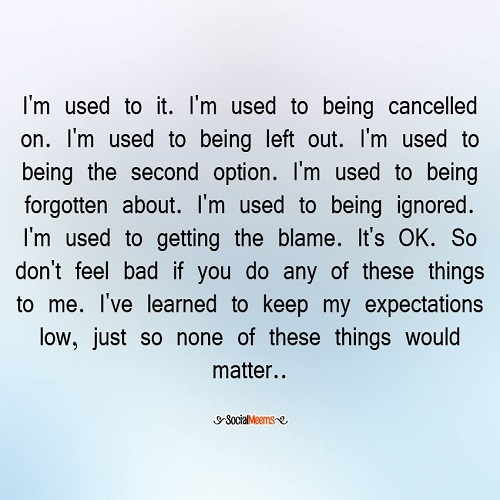 I'm used to it. I'm used to being cancelled
on. I'm used to being left out. I'm used to
being the second option. I'm used to being
forgotten about. I'm used to being ignored.
I'm used to getting the blame. It's OK. So
don't feel bad if you do any of these things
to me. I've learned to keep my expectations
low, just so none of these things would
matter..
SocialMeems